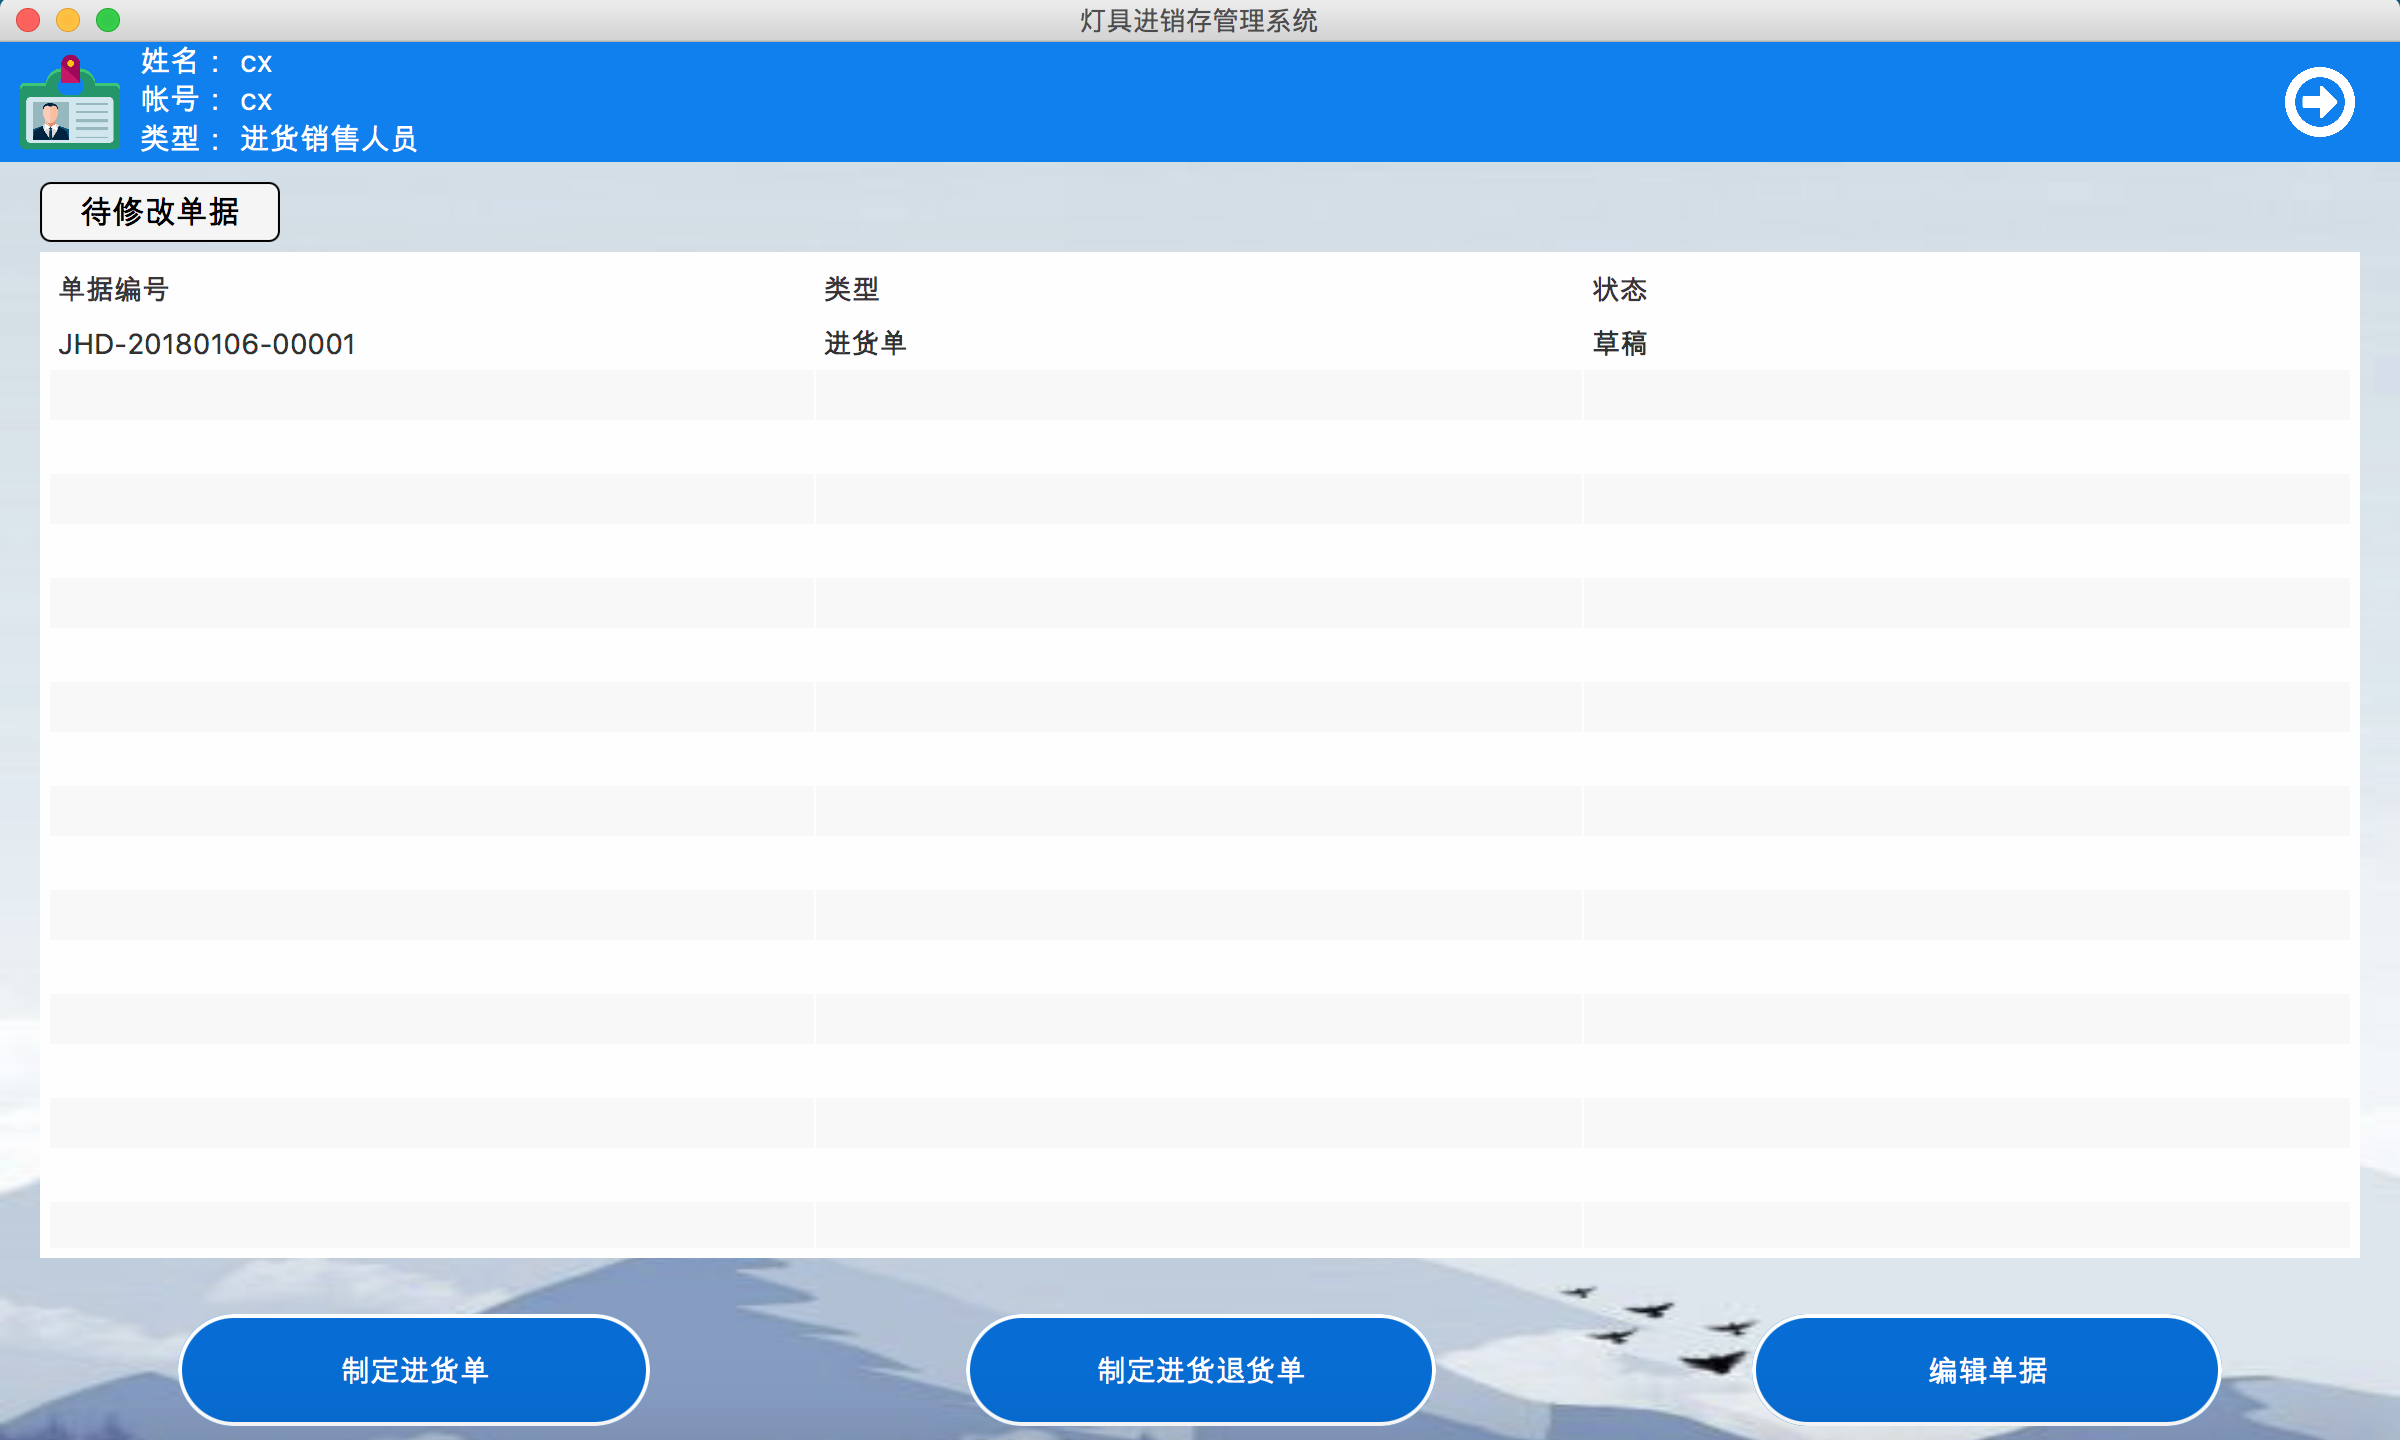 灯具进销存管理系统
姓名： cx
帐号： cx
类型： 进货销售人员
待修改单据
单据编号 类型 状态
JHD-20180106-00001 进货单 草稿
制定进货单 制定进货退货单 编辑单据